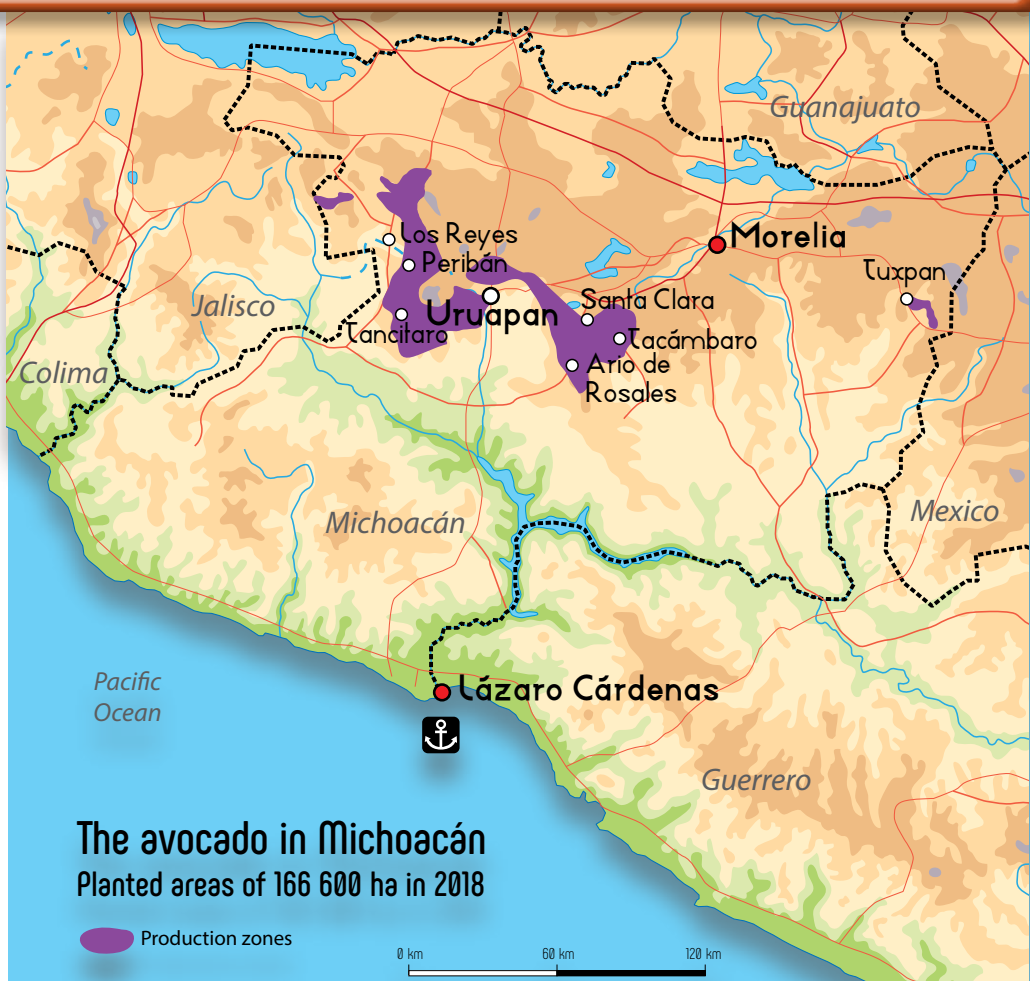 Guanajuato
Morelia
Los Reyes
Peribán
Tuxpan
Jalisco
Santa Clara
Uruapan
Tancitaro
Tacámbaro
Colima
Ario de
Rosales
Michoacán
Mexico
Pacific
Ocean
Lázaro Cárdenas
Guerrero
The avocado in Michoacán
Planted areas of 166 600 ha in 2018
Production zones
0 km 60 km 120 km